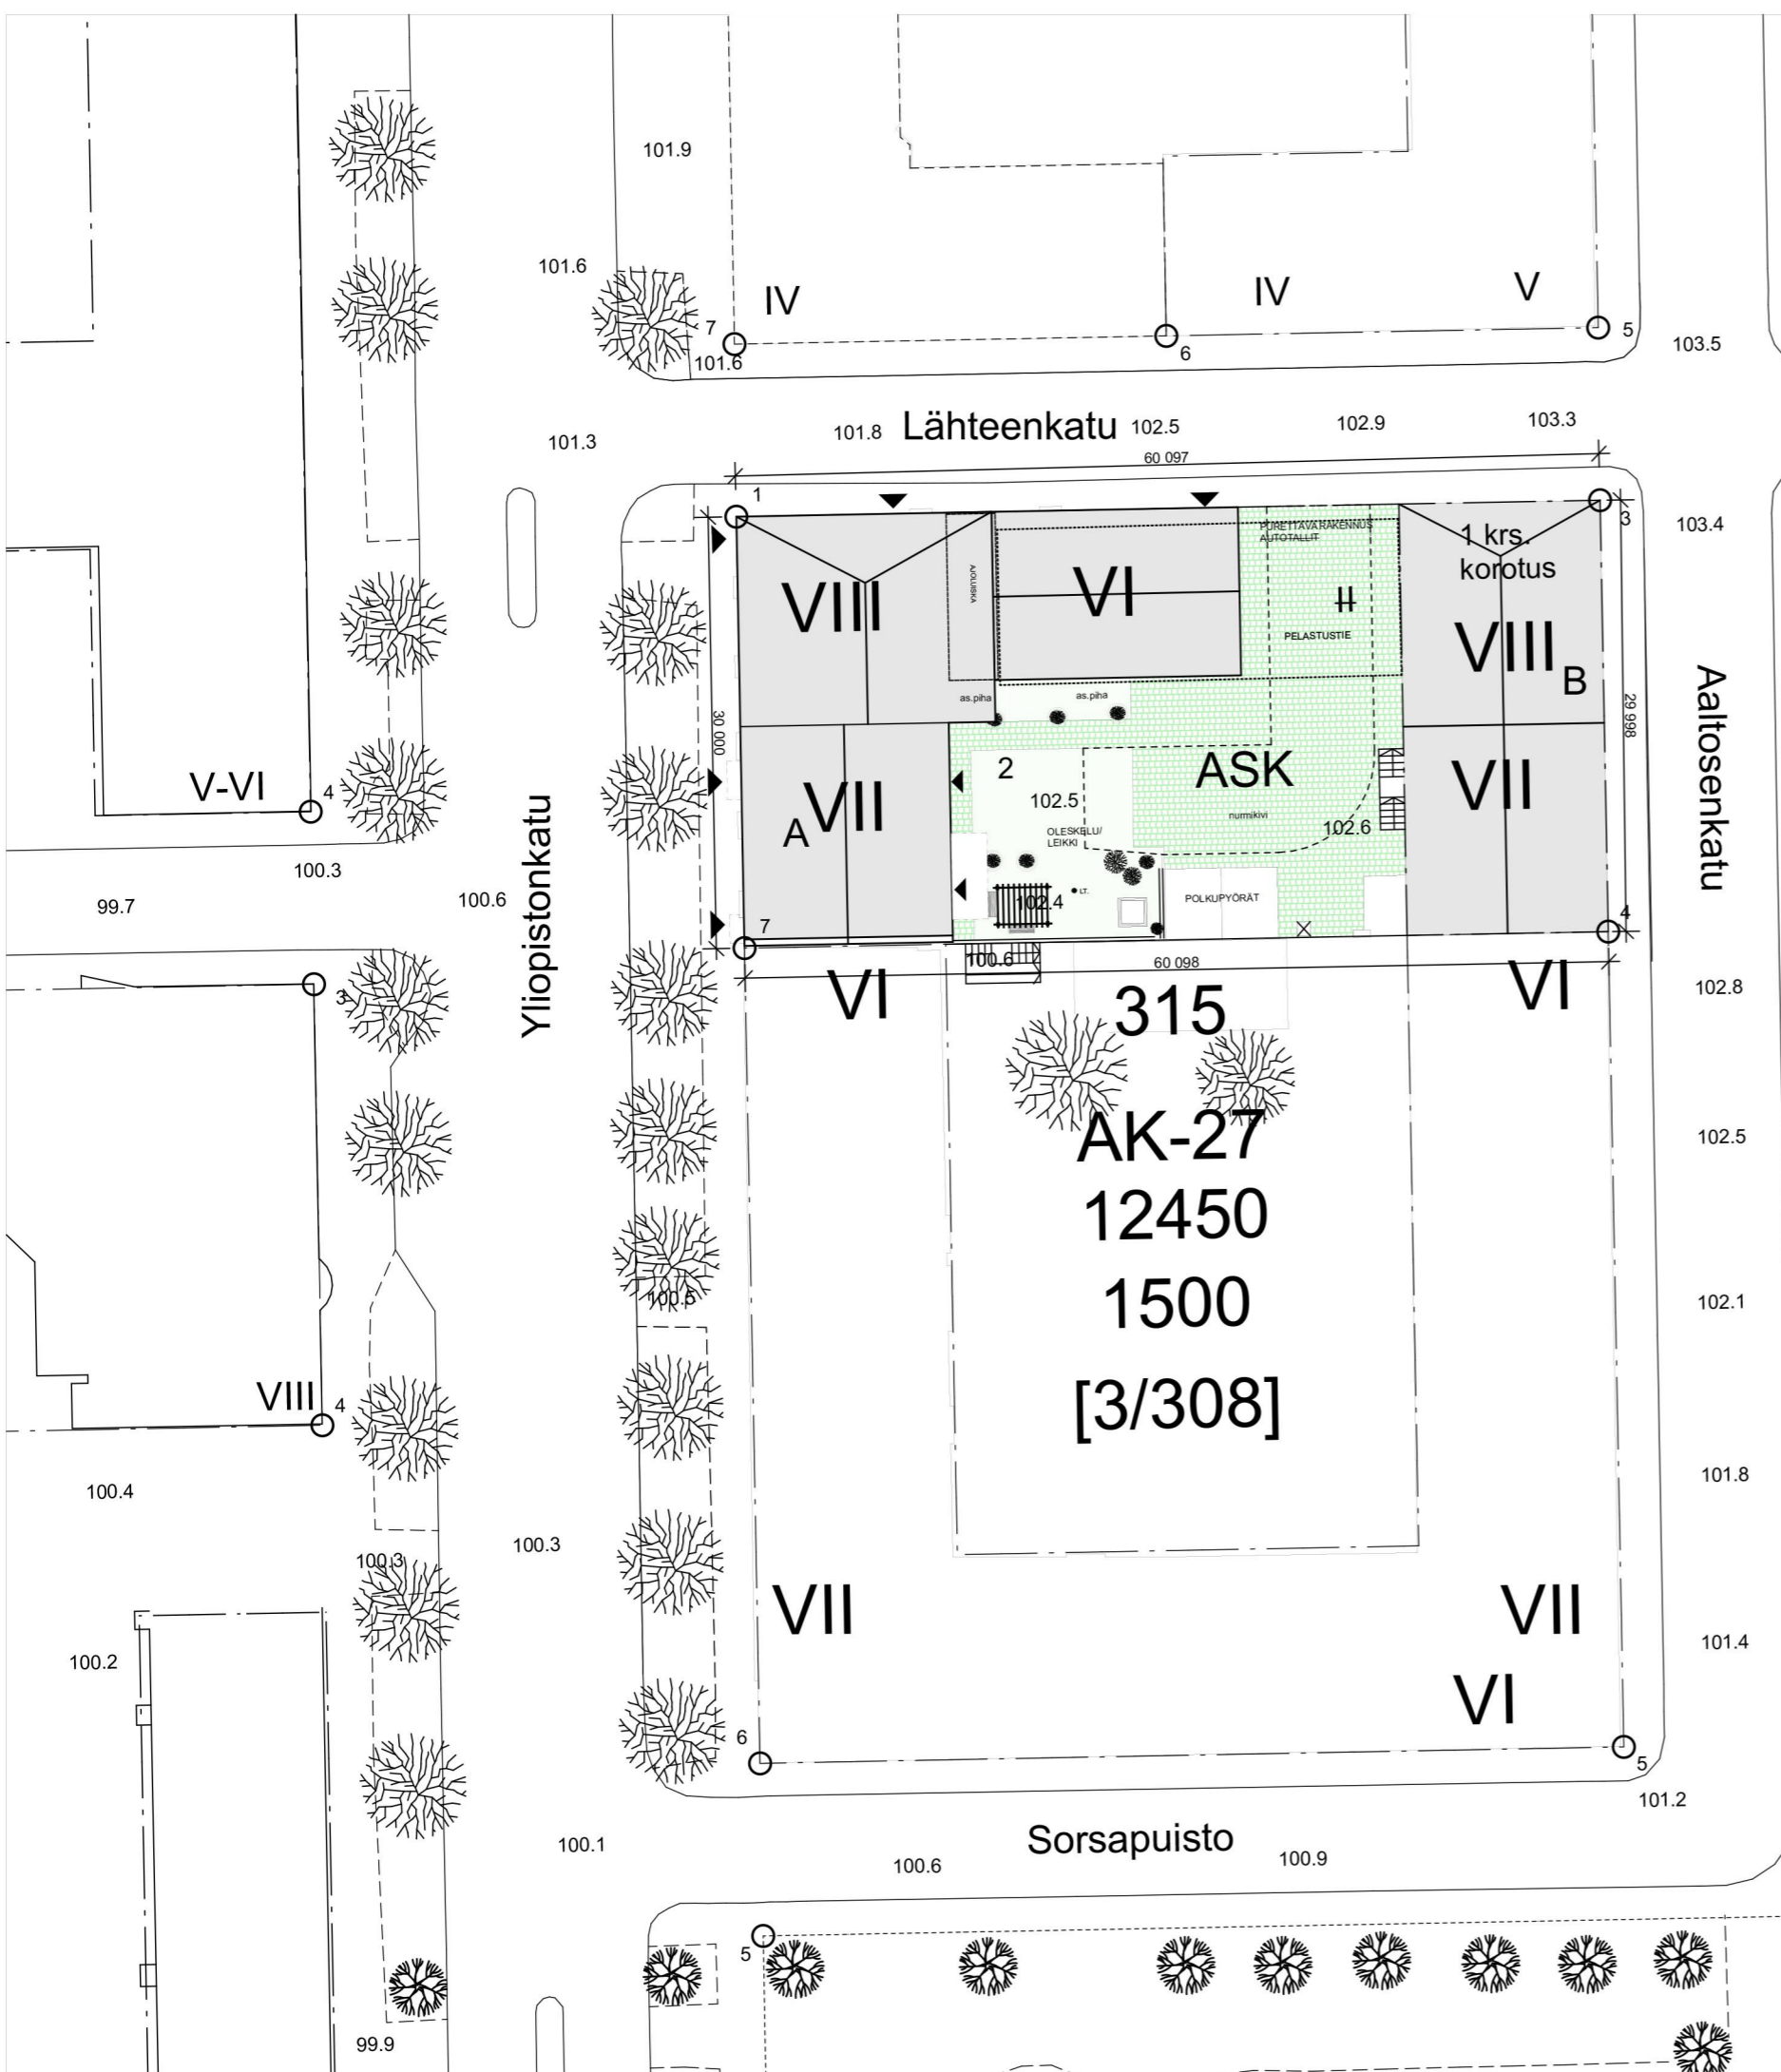 101.9
101.6
IV
IV
V
7
101.6
6
5
103.5
101.3
101.8
Lähteenkatu
102.5
102.9
103.3
60 097
1
3
103.4
PURETTAVA RAKENNUS
AUTOTALLIT
1 krs.
korotus
AJOLUISKA
VIII
VI
II
PELASTUSTIE
VIII
B
as.piha
as.piha
30 000
29 998
Aaltosenkatu
V-VI
4
2
ASK
VII
A
VII
102.5
nurmikivi
OLESKELU/
LEIKKI
102.6
Yliopistonkatu
100.3
99.7
100.6
LT.
102.4
POLKUPYÖRÄT
7
4
100.6
60 098
VI
VI
3
315
102.8
AK-27
102.5
12450
1500
100.5
102.1
[3/308]
VIII
4
100.4
101.8
100.3
100.3
VII
VII
101.4
100.2
VI
6
5
101.2
Sorsapuisto
100.1
100.6
100.9
5
99.9